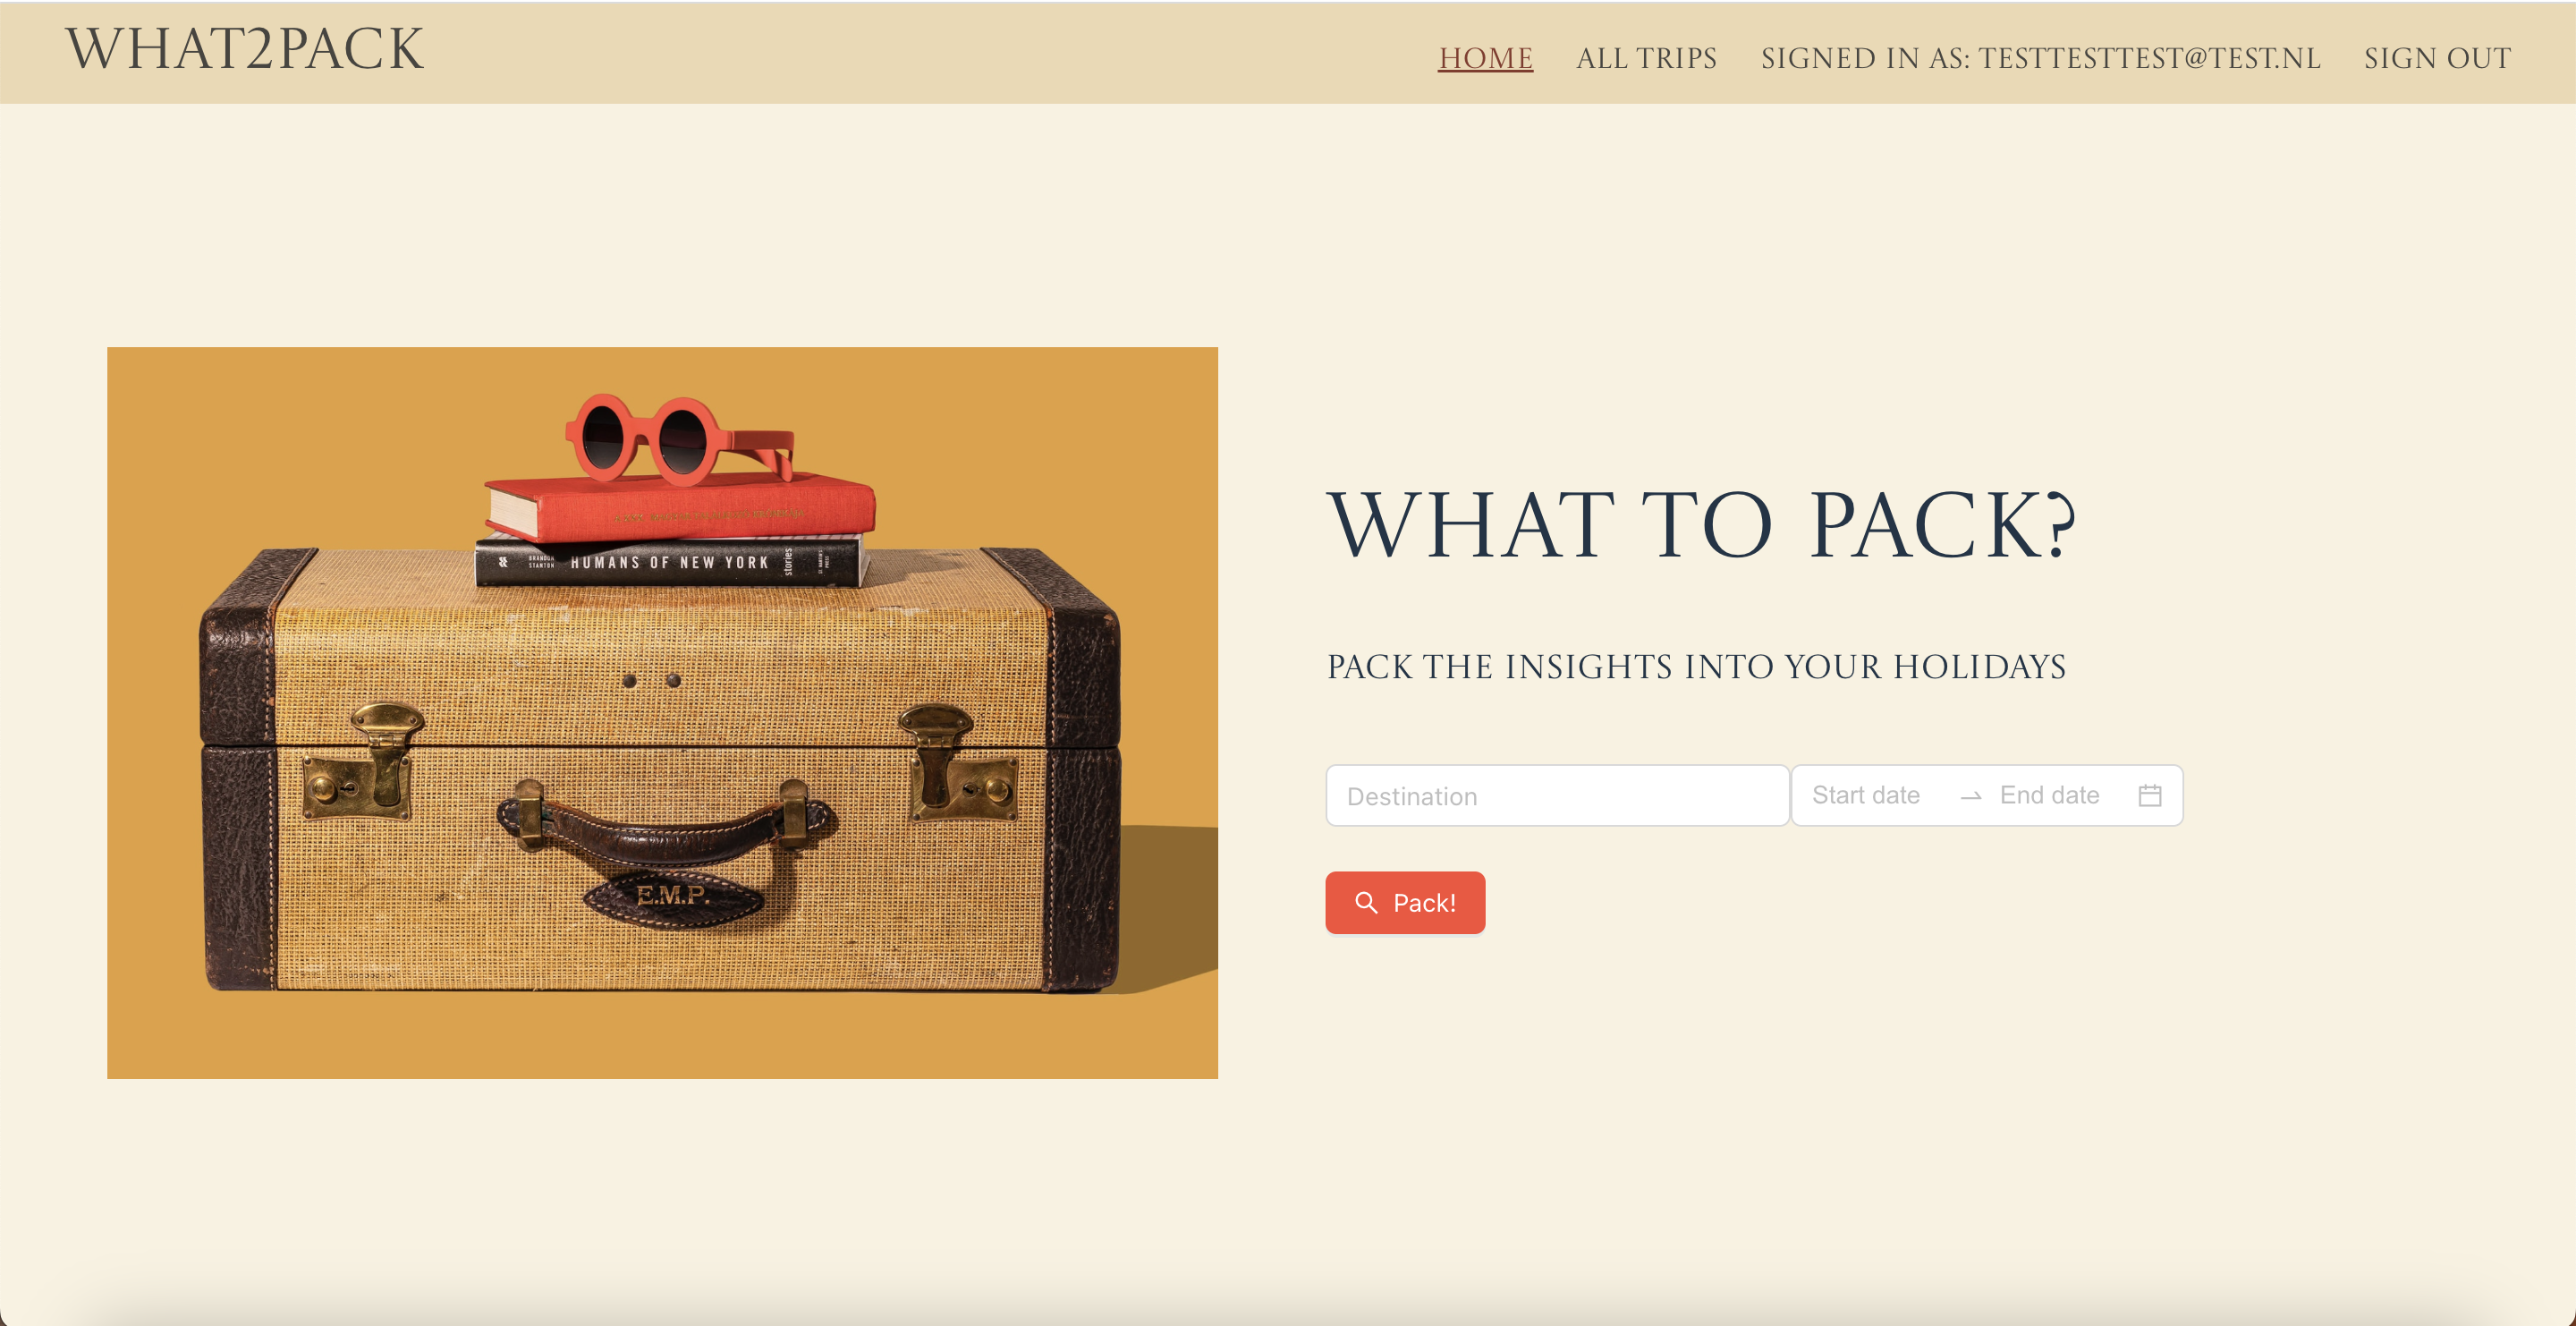 WHAT2PACK
HOME ALL TRIPS SIGNED IN AS: TESTTESTTEST@TEST.NL SIGN OUT
BRANDON
STANTON
HUMANS OF NEW YORK
stories
E.M.P.
WHAT TO PACK?
PACK THE INSIGHTS INTO YOUR HOLIDAYS
Destination
Start date
End date
Pack!